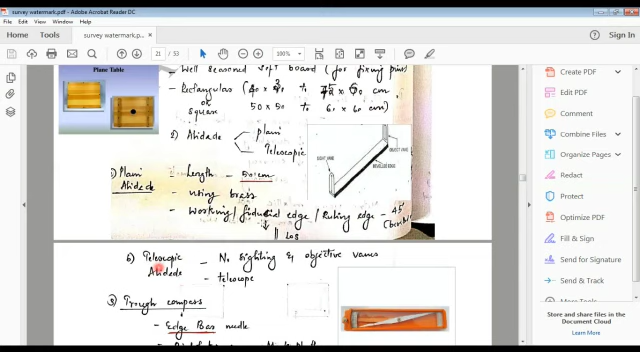 survey watermark.pdf - Adobe Acrobat Reader DC
File Edit View Window Help
Home Tools survey watermark.pdf × Sign In
21 / 53 100%
Plane Table
- Well seasoned soft board (for fixing pins)
- Rectangular
or
square 50 x 50 to 60 x 60 cm)
2) Alidade
Plain
Telescopic
SIGHT VANE
OBJECT VANE
BEVELLED EDGE
Plain Alidade - Length - 50 cm
- using brass
- Working / fiducial edge / Ruling edge - 45°
|| LOS
b) Telescopic Alidade - No sighting & objective vanes
- telescope
3) Trough compass
- Edge Bar needle
Create PDF
Edit PDF
Comment
Combine Files
Organize Pages
Redact
Protect
Optimize PDF
Fill & Sign
Send for Signature
Send & Track
More Tools
Store and share files in the
Document Cloud
Learn More